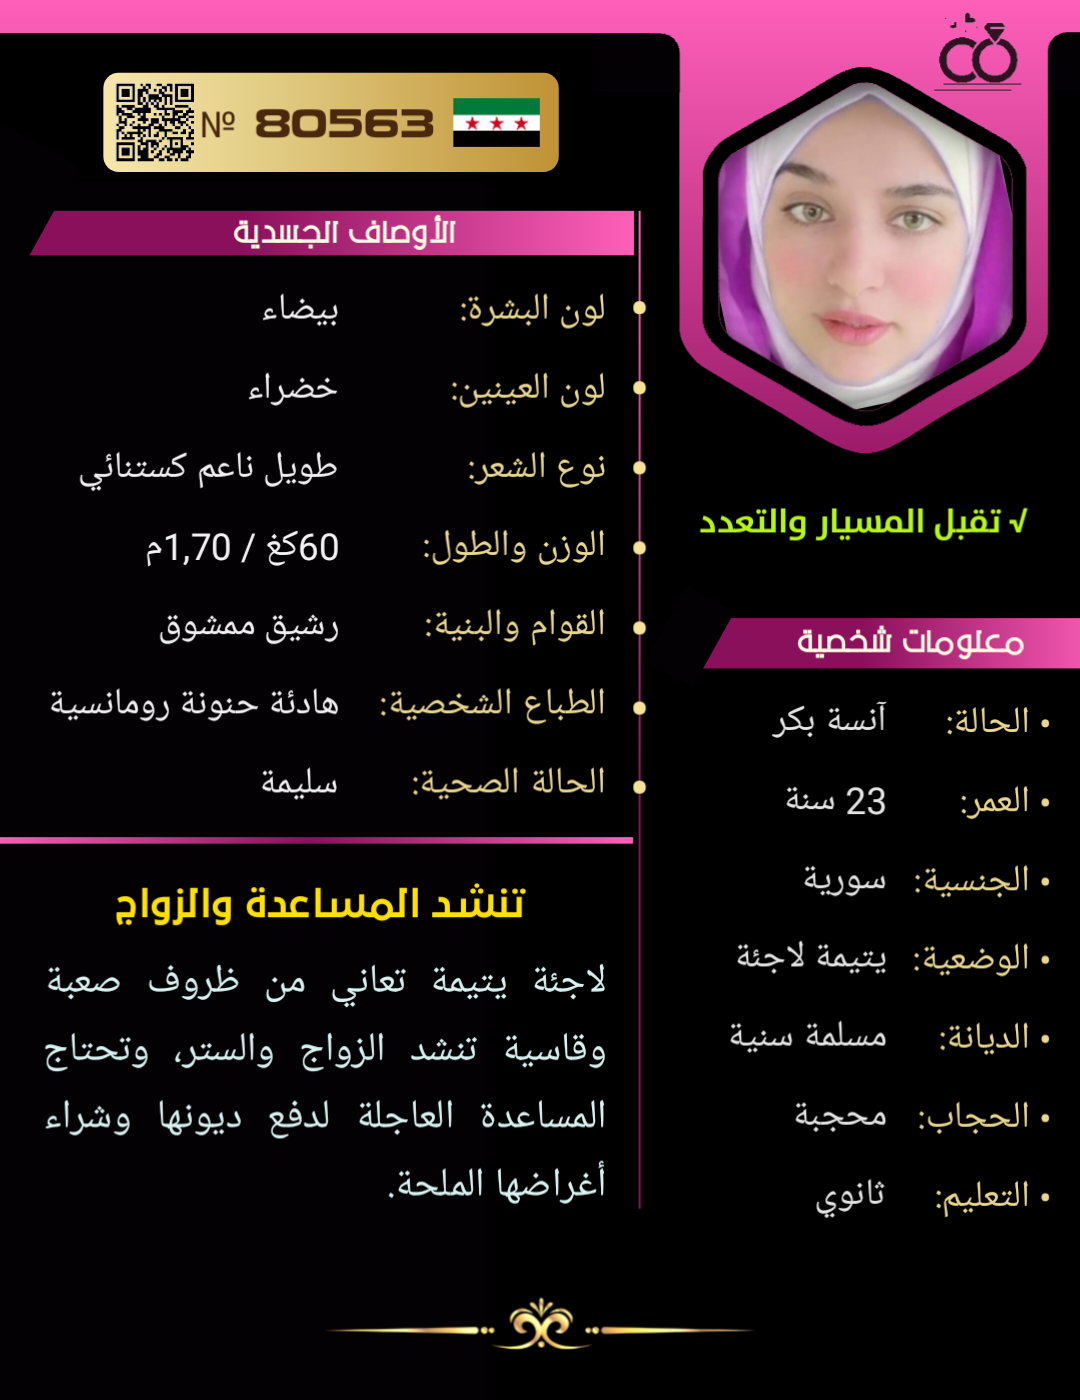 № 80563
√ تقبل المسيار والتعدد
معلومات شخصية
• الحالة: آنسة بكر
• العمر: 23 سنة
• الجنسية: سورية
• الوضعية: يتيمة لاجئة
• الديانة: مسلمة سنية
• الحجاب: محجبة
• التعليم: ثانوي
الأوصاف الجسدية
لون البشرة: بيضاء
لون العينين: خضراء
نوع الشعر: طويل ناعم كستنائي
الوزن والطول: 60كغ / 1,70م
القوام والبنية: رشيق ممشوق
الطباع الشخصية: هادئة حنونة رومانسية
الحالة الصحية: سليمة
تنشد المساعدة والزواج
لاجئة يتيمة تعاني من ظروف صعبة
وقاسية تنشد الزواج والستر، وتحتاج
المساعدة العاجلة لدفع ديونها وشراء
أغراضها الملحة.